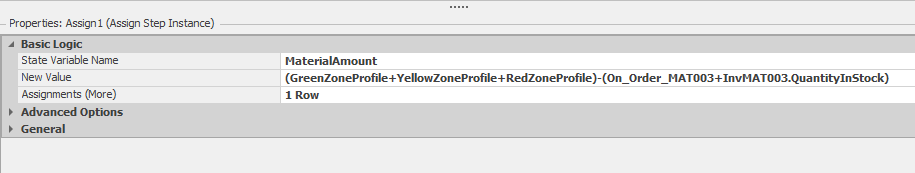 Properties: Assign1 (Assign Step Instance)
Basic Logic
State Variable Name MaterialAmount
New Value (GreenZoneProfile+YellowZoneProfile+RedZoneProfile)-(On_Order_MAT003+InvMAT003.QuantityInStock)
Assignments (More) 1 Row
Advanced Options
General